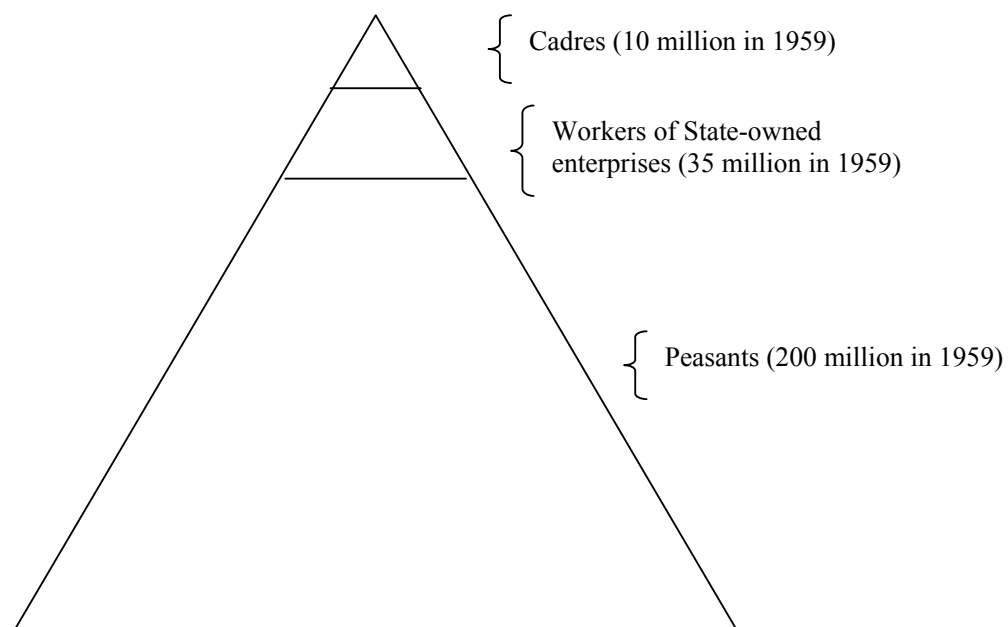 Cadres (10 million in 1959)
Workers of State-owned
enterprises (35 million in 1959)
Peasants (200 million in 1959)